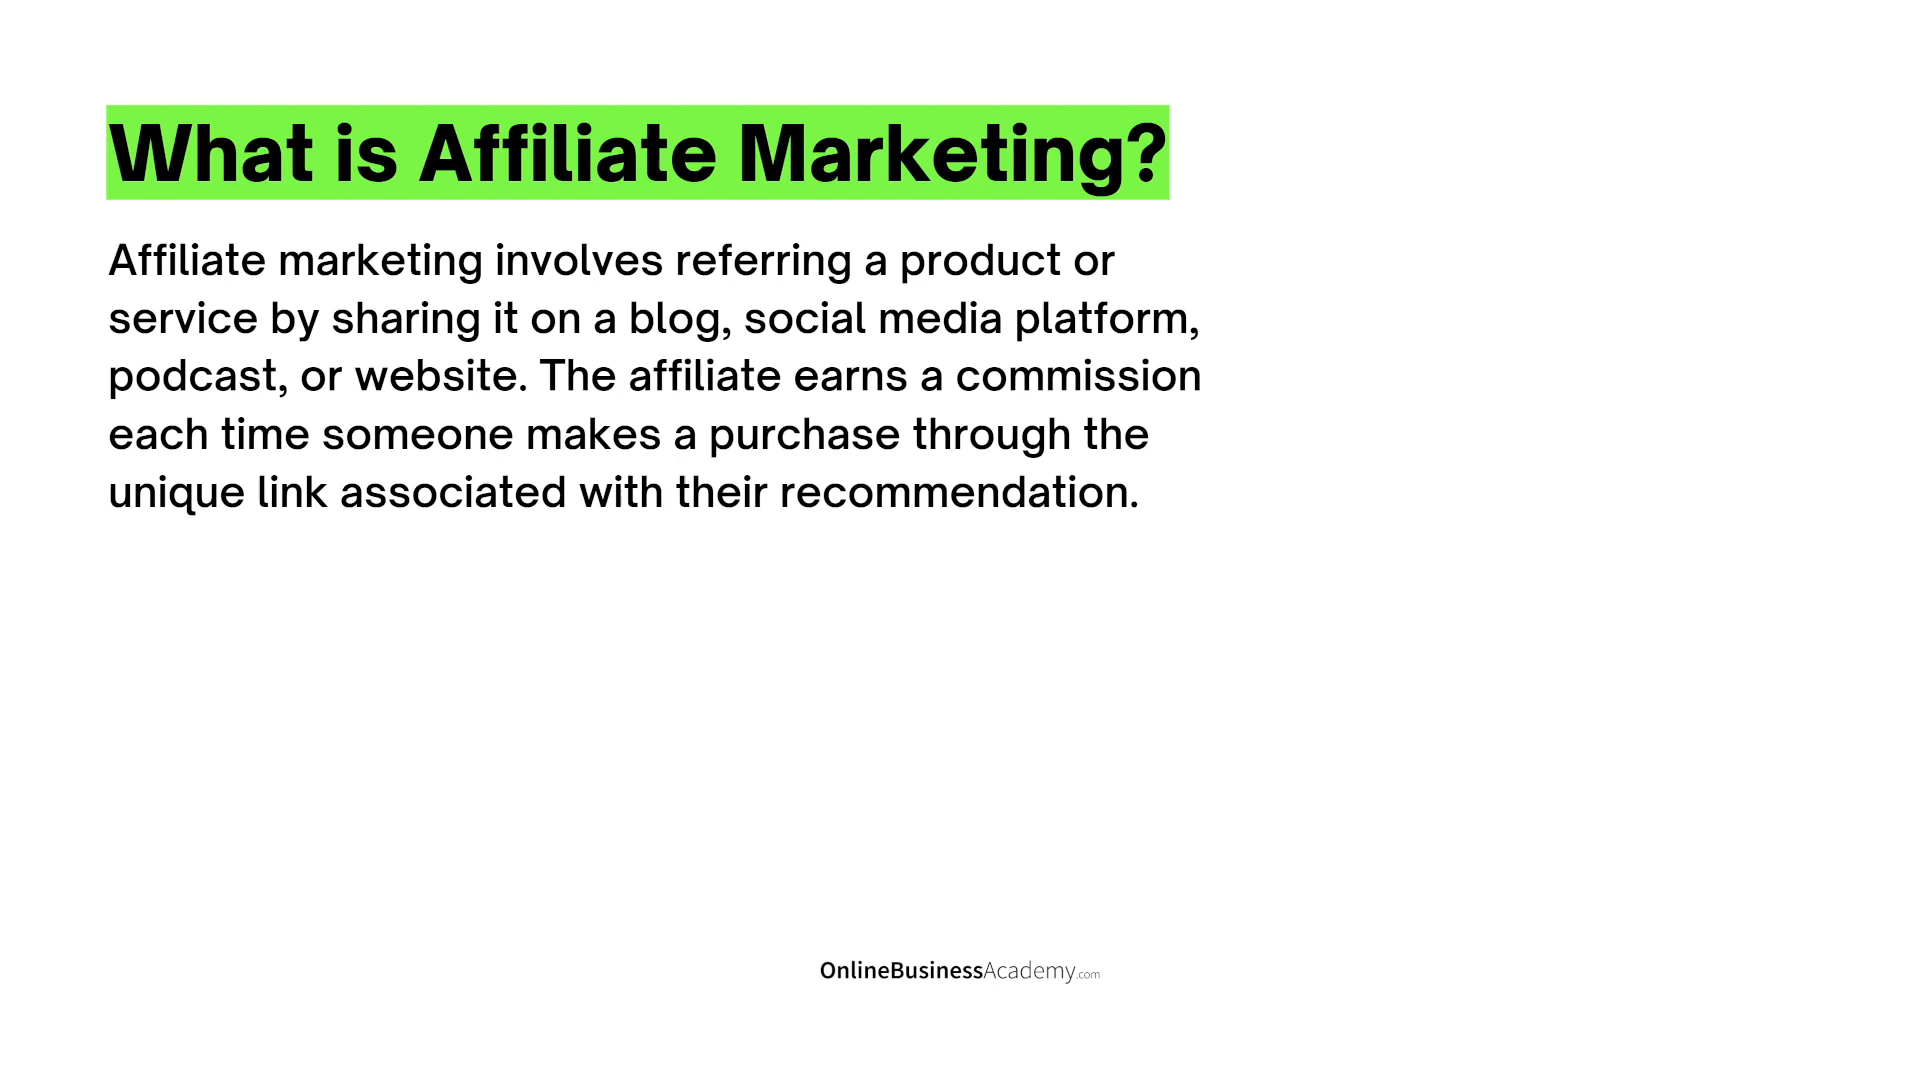 What is Affiliate Marketing?
Affiliate marketing involves referring a product or
service by sharing it on a blog, social media platform,
podcast, or website. The affiliate earns a commission
each time someone makes a purchase through the
unique link associated with their recommendation.
OnlineBusinessAcademy.com